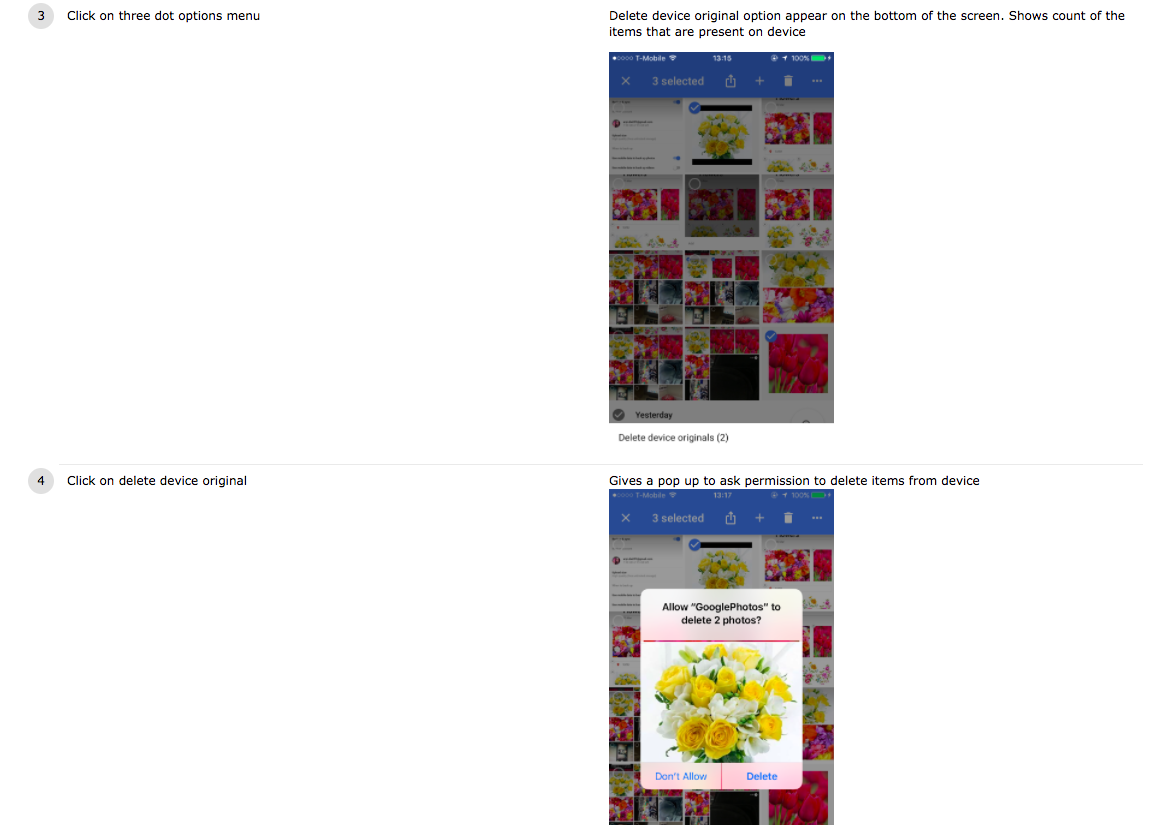 3 Click on three dot options menu
Delete device original option appear on the bottom of the screen. Shows count of the
items that are present on device
T-Mobile 13:15 100%
3 selected
Yesterday
Delete device originals (2)
4 Click on delete device original
Gives a pop up to ask permission to delete items from device
T-Mobile 13:17 100%
3 selected
Allow "GooglePhotos" to
delete 2 photos?
Don't Allow Delete